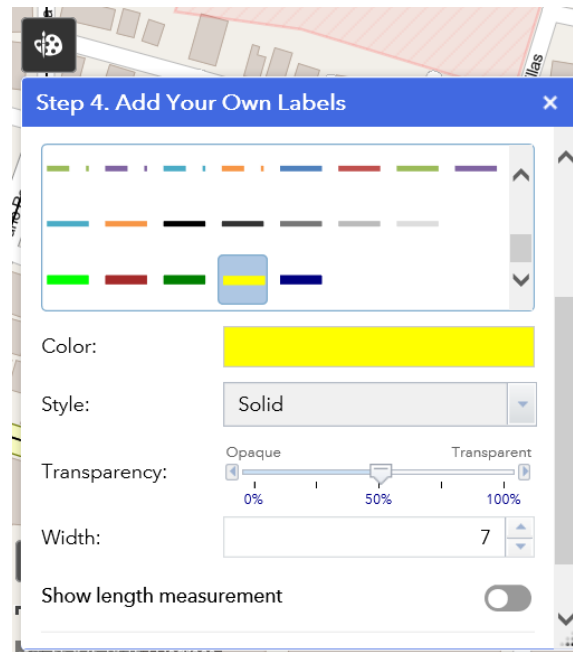 llas
Step 4. Add Your Own Labels
Color:
Style:
Solid
Transparency:
Opaque
Transparent
0%
50%
100%
Width:
7
Show length measurement